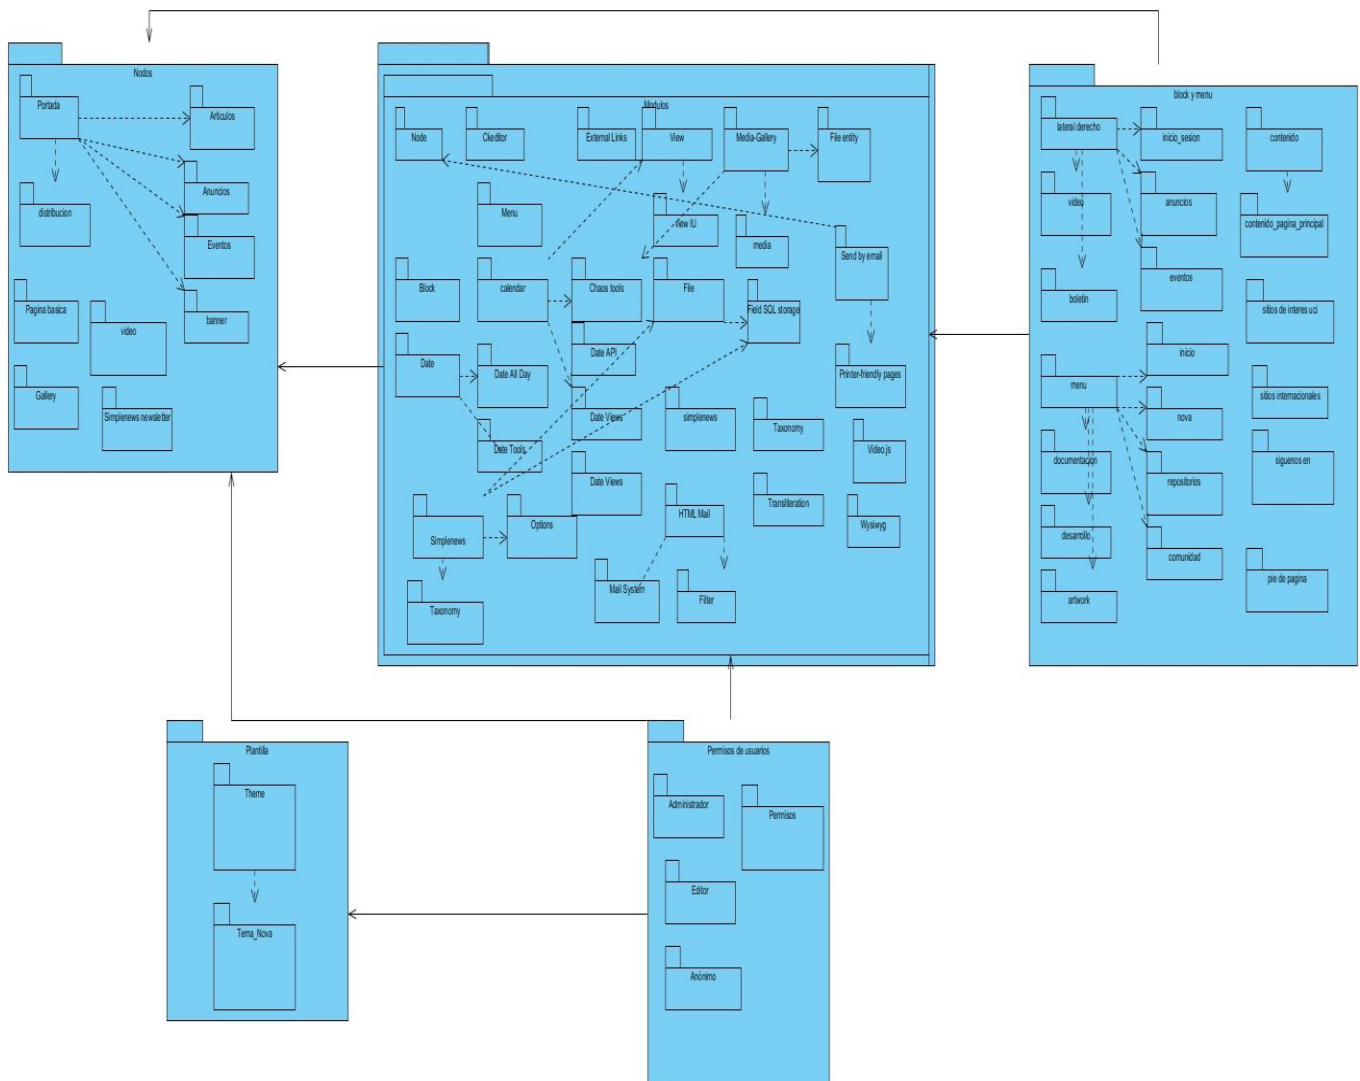 Nodos
Portada
Articulos
Anuncios
distribucion
Eventos
Pagina basica
video
banner
Gallery
Simplenews newsletter
Modulos
Node
Ckeditor
External Links
View
Media-Gallery
File entity
Menu
View IU
media
Send by email
Block
calendar
Chaos tools
File
Field SQL storage
Date
Date All Day
Date API
Printer-friendly pages
Date Views
simplenews
Taxonomy
Date Tools
Video.js
Date Views
Transliteration
Simplenews
Options
HTML Mail
Wysiwyg
Taxonomy
Mail System
Filter
block y menu
lateral derecho
inicio_sesion
contenido
video
anuncios
contenido_pagina_principal
boletin
eventos
sitios de interes uci
inicio
menu
sitios internacionales
nova
documentacion
repositorios
siguenos en
desarrollo
comunidad
pie de pagina
artwork
Plantilla
Theme
Tema_Nova
Permisos de usuarios
Administrador
Permisos
Editor
Anónimo